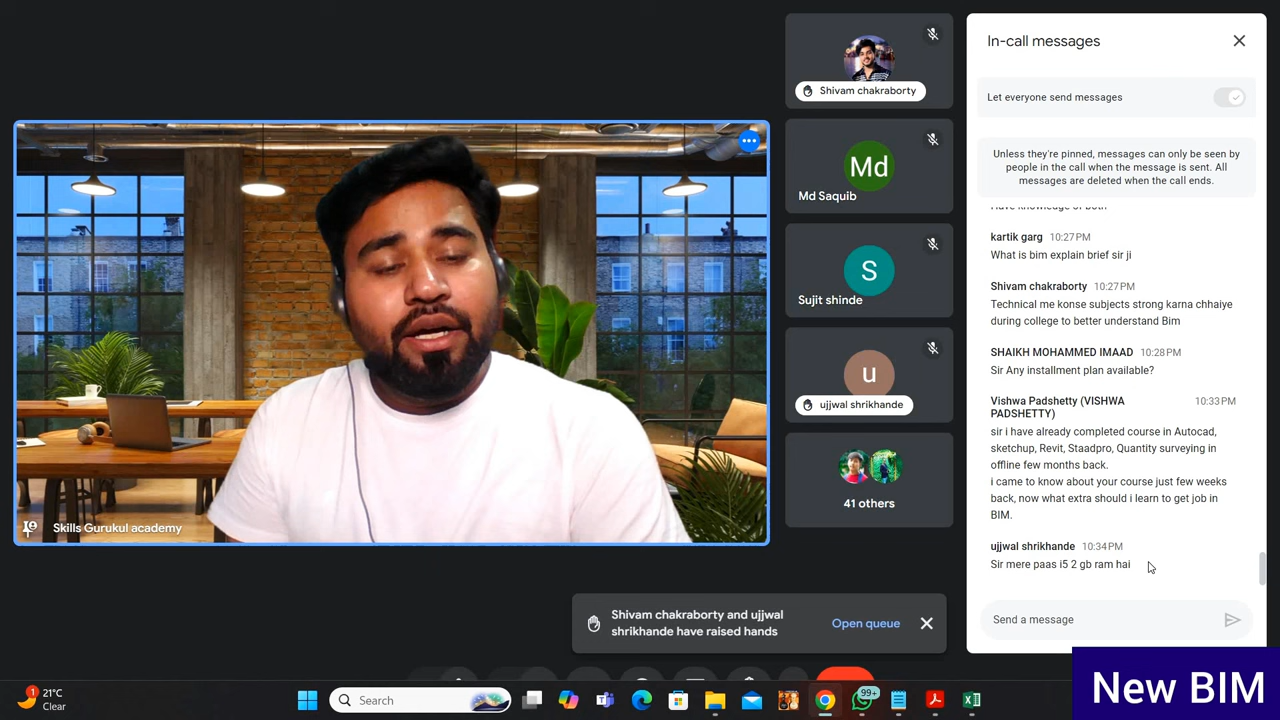 Shivam chakraborty
Md
Md Saquib
S
Sujit shinde
u
ujjwal shrikhande
41 others
Skills Gurukul academy
In-call messages
Let everyone send messages
Unless they're pinned, messages can only be seen by
people in the call when the message is sent. All
messages are deleted when the call ends.
Have knowledge of both
kartik garg 10:27 PM
What is bim explain brief sir ji
Shivam chakraborty 10:27 PM
Technical me konse subjects strong karna chhaiye
during college to better understand Bim
SHAIKH MOHAMMED IMAAD 10:28 PM
Sir Any installment plan available?
Vishwa Padshetty (VISHWA 10:33 PM
PADSHETTY)
sir i have already completed course in Autocad,
sketchup, Revit, Staadpro, Quantity surveying in
offline few months back.
i came to know about your course just few weeks
back, now what extra should i learn to get job in
BIM.
ujjwal shrikhande 10:34 PM
Sir mere paas i5 2 gb ram hai
Send a message
Shivam chakraborty and ujjwal
shrikhande have raised hands
Open queue
1
21°C
Clear
Search
99+
New BIM